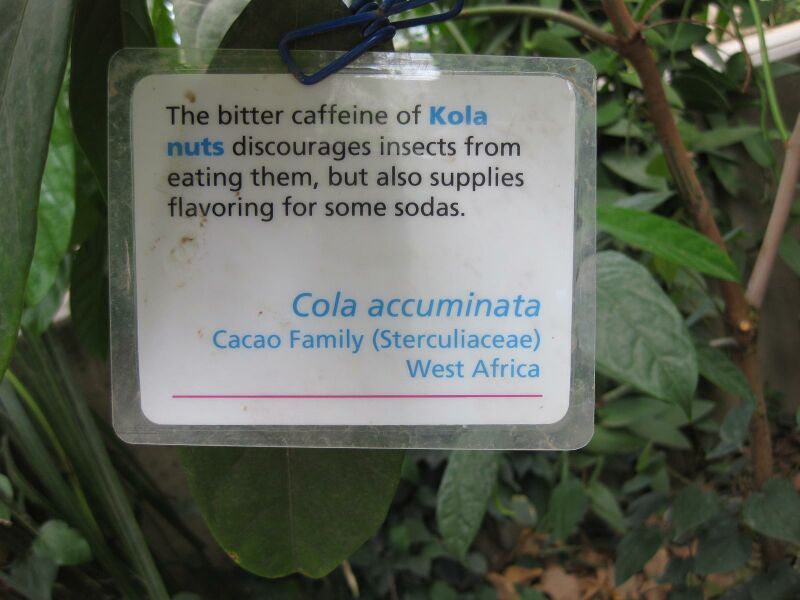 The bitter caffeine of Kola
nuts discourages insects from
eating them, but also supplies
flavoring for some sodas.
Cola accuminata
Cacao Family (Sterculiaceae)
West Africa